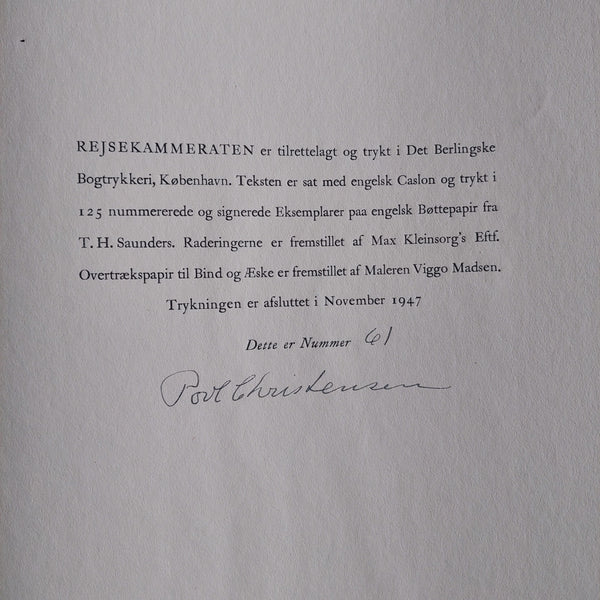 REJSEKAMMERATEN er tilrettelagt og trykt i Det Berlingske
Bogtrykkeri, København. Teksten er sat med engelsk Caslon og trykt i
125 nummererede og signerede Eksemplarer paa engelsk Bøttepapir fra
T. H. Saunders. Raderingerne er fremstillet af Max Kleinsorg's Eftf.
Overtrækspapir til Bind og Æske er fremstillet af Maleren Viggo Madsen.
Trykningen er afsluttet i November 1947
Dette er Nummer 61
Povl Christensen